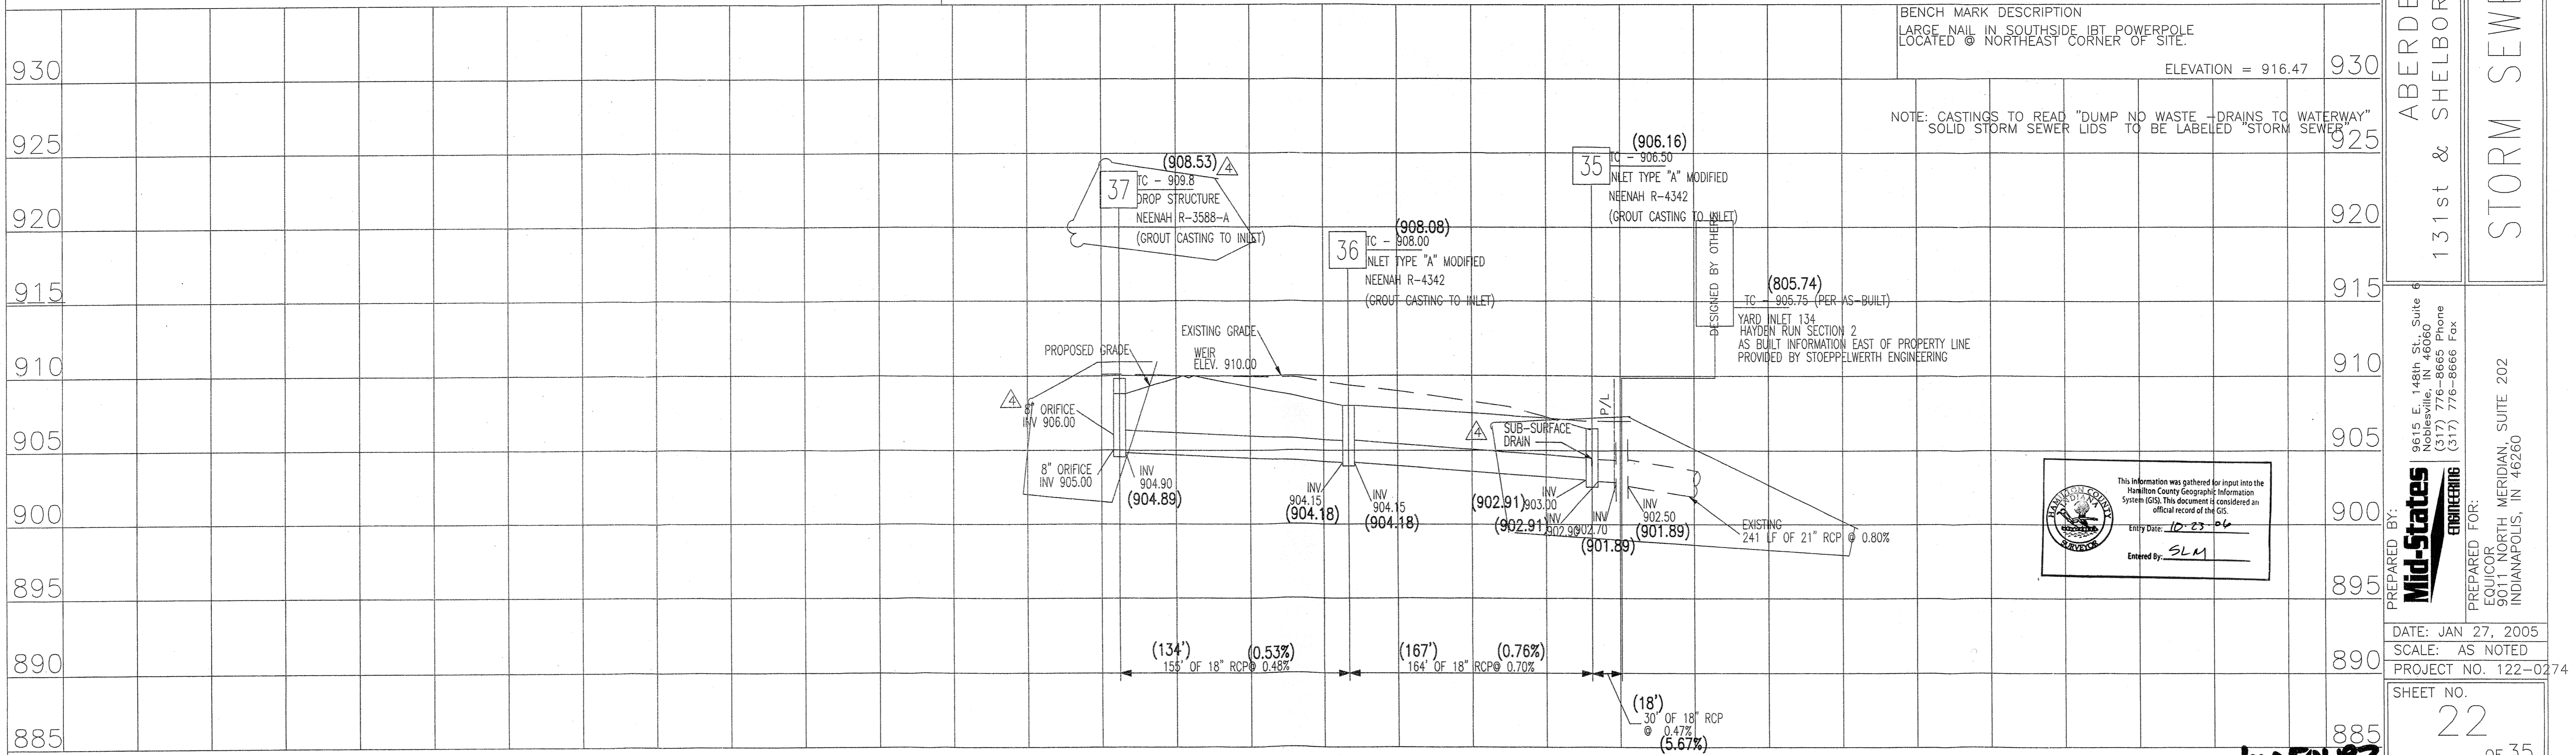 BENCH MARK DESCRIPTION
LARGE NAIL IN SOUTHSIDE IBT POWERPOLE
LOCATED @ NORTHEAST CORNER OF SITE.
ELEVATION = 916.47
NOTE: CASTINGS TO READ "DUMP NO WASTE -DRAINS TO WATERWAY"
SOLID STORM SEWER LIDS TO BE LABELED "STORM SEWER"
930
925
920
915
910
905
900
895
890
885
930
925
920
915
910
905
900
895
890
885
(908.53) 4
37
TC - 909.8
DROP STRUCTURE
NEENAH R-3588-A
(GROUT CASTING TO INLET)
(908.08)
36
TC - 908.00
INLET TYPE "A" MODIFIED
NEENAH R-4342
(GROUT CASTING TO INLET)
(906.16)
35
TC - 906.50
INLET TYPE "A" MODIFIED
NEENAH R-4342
(GROUT CASTING TO INLET)
DESIGNED BY OTHERS
(805.74)
TC - 905.75 (PER AS-BUILT)
YARD INLET 134
HAYDEN RUN SECTION 2
AS BUILT INFORMATION EAST OF PROPERTY LINE
PROVIDED BY STOEPPELWERTH ENGINEERING
PROPOSED GRADE
EXISTING GRADE
WEIR
ELEV. 910.00
4
8" ORIFICE
INV 906.00
8" ORIFICE
INV 905.00
INV
904.90
(904.89)
INV
904.15
(904.18)
INV
904.15
(904.18)
4
SUB-SURFACE
DRAIN
P/L
(902.91)
INV
903.00
(902.91)
INV
902.90
INV
902.70
(901.89)
INV
902.50
(901.89)
EXISTING
241 LF OF 21" RCP @ 0.80%
(134') (0.53%)
155' OF 18" RCP@ 0.48%
(167') (0.76%)
164' OF 18" RCP@ 0.70%
(18')
30' OF 18" RCP
@ 0.47%
(5.67%)
HAMILTON COUNTY
INDIANA
SURVEYOR
This information was gathered for input into the
Hamilton County Geographic Information
System (GIS). This document is considered an
official record of the GIS.
Entry Date: 10-23-06
Entered By: SLM
ABERDE
131st & SHELBOR
STORM SEWE
PREPARED BY:
Mid-States
ENGINEERING
9615 E. 148th St., Suite 6
Noblesville, IN 46060
(317) 776-8665 Phone
(317) 776-8666 Fax
PREPARED FOR:
EQUICOR
9011 NORTH MERIDIAN, SUITE 202
INDIANAPOLIS, IN 46260
DATE: JAN 27, 2005
SCALE: AS NOTED
PROJECT NO. 122-0274
SHEET NO.
22
OF 35